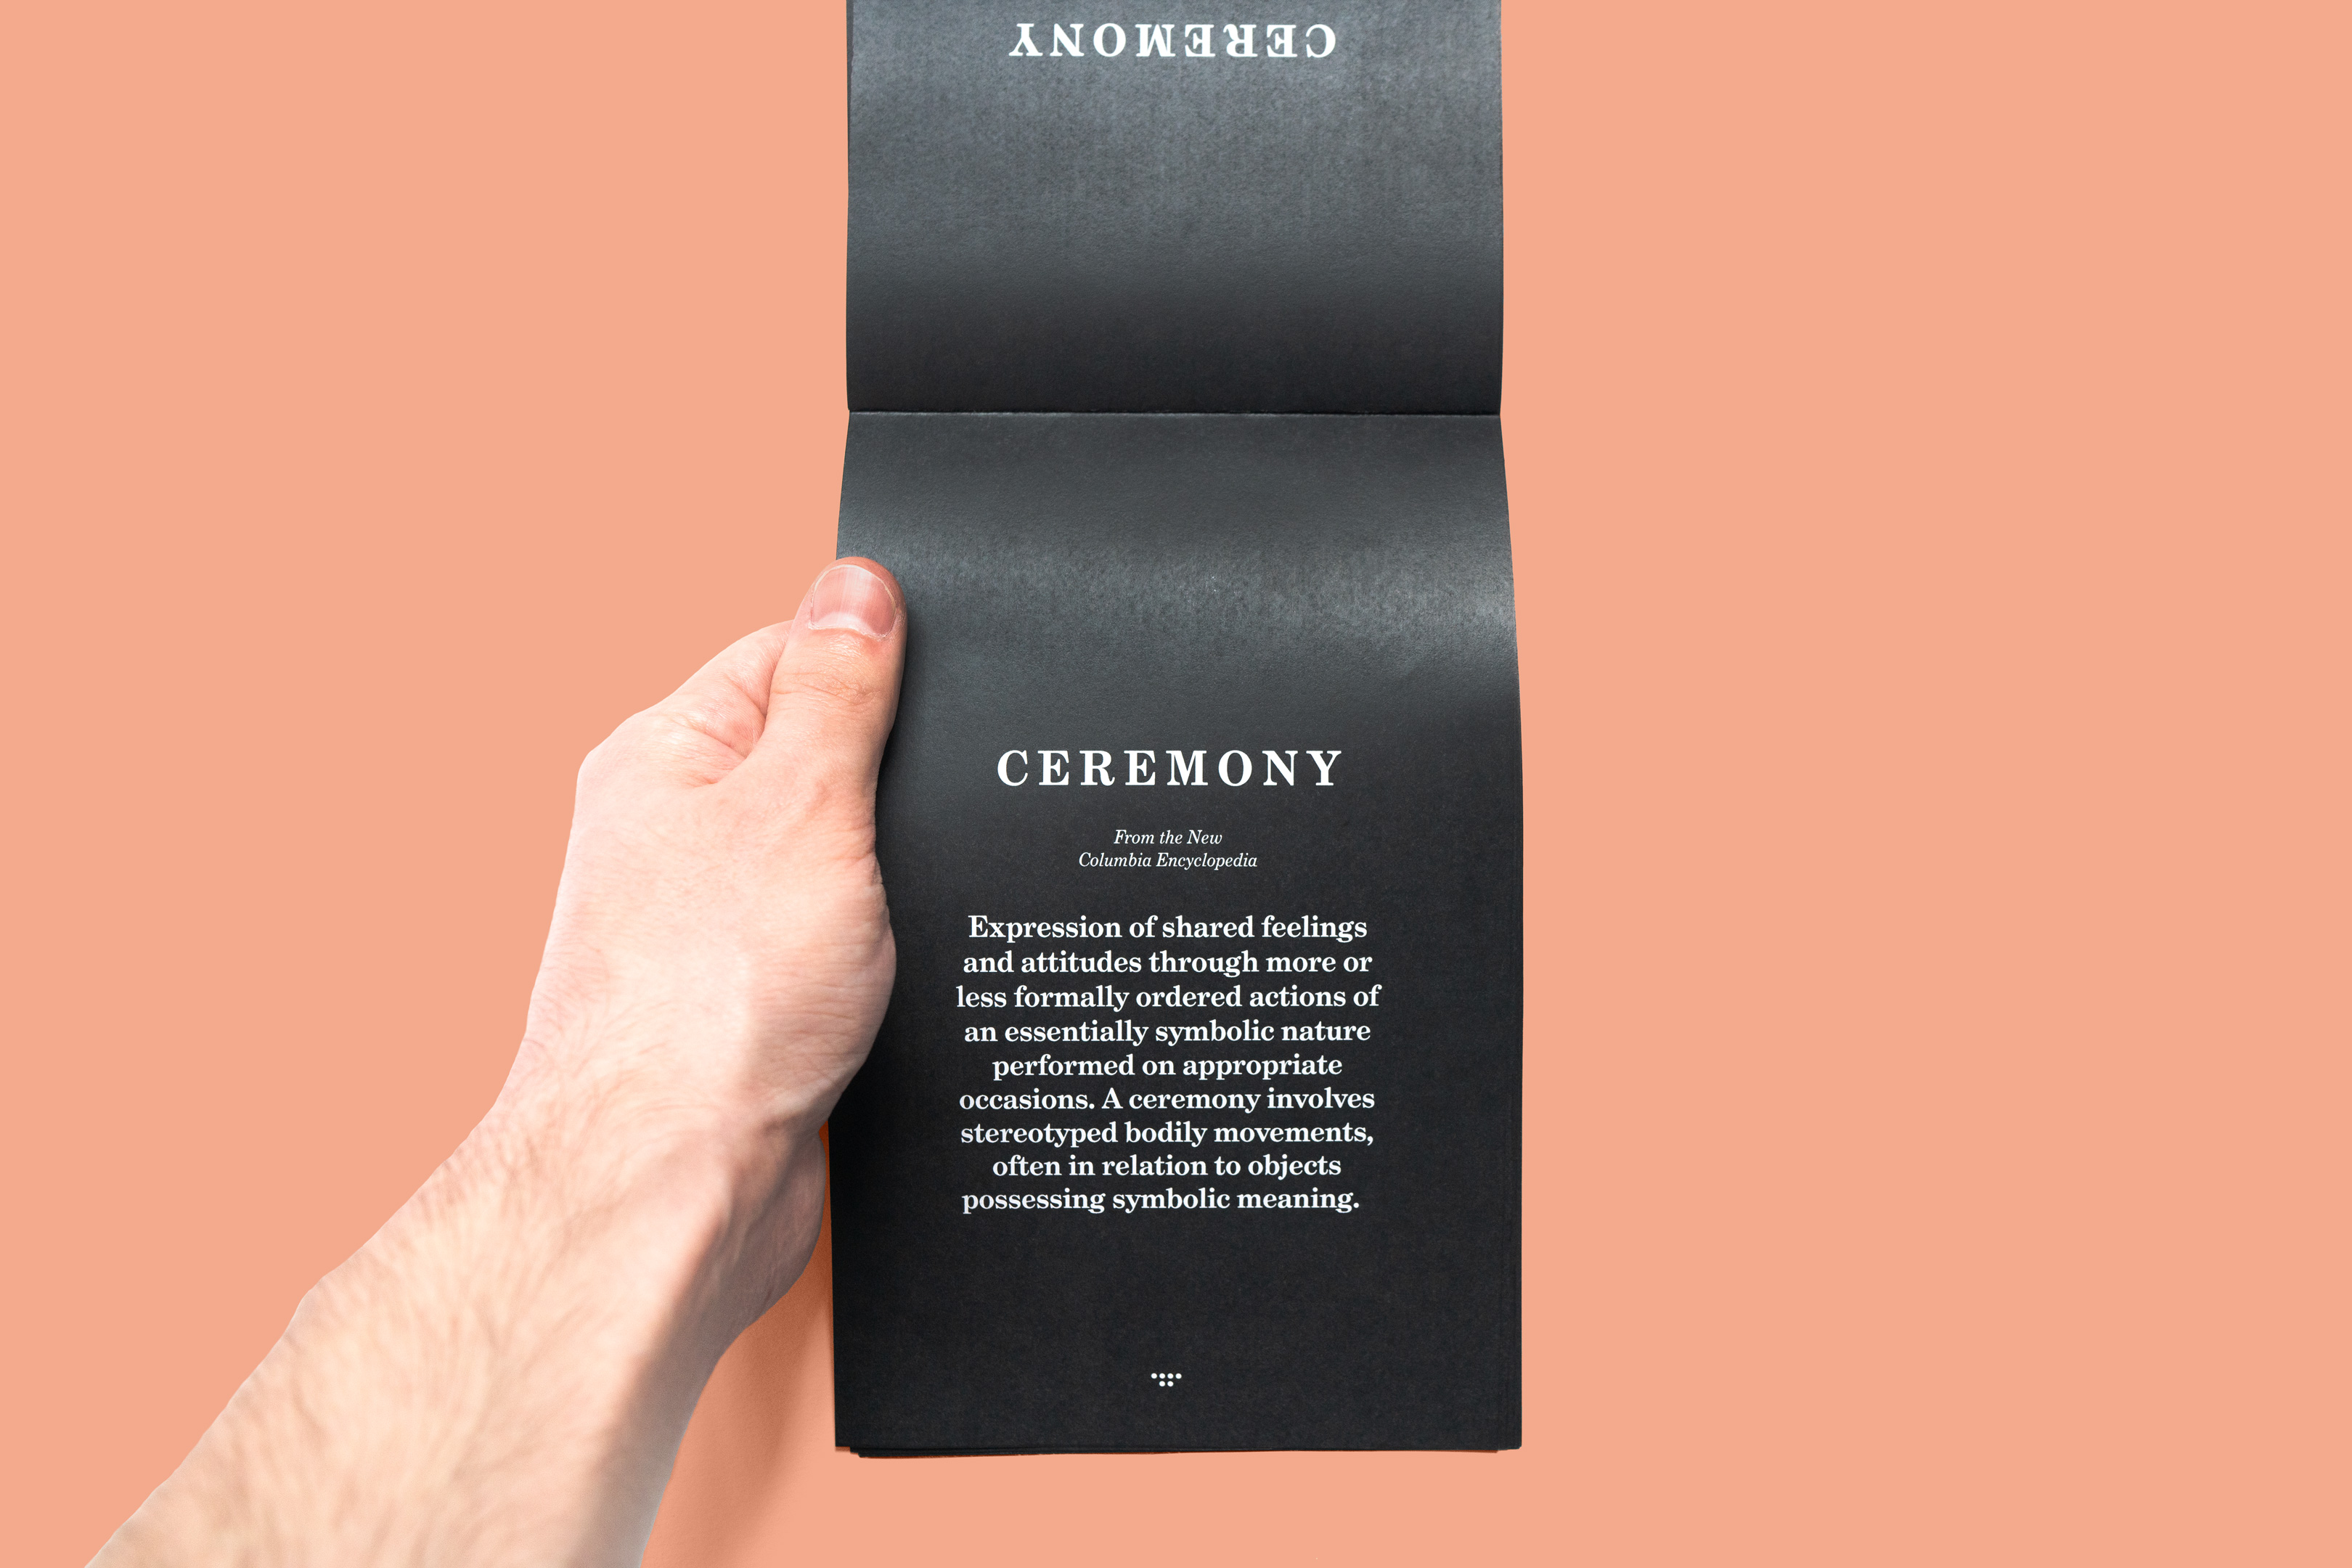 CEREMONY
CEREMONY
From the New
Columbia Encyclopedia
Expression of shared feelings
and attitudes through more or
less formally ordered actions of
an essentially symbolic nature
performed on appropriate
occasions. A ceremony involves
stereotyped bodily movements,
often in relation to objects
possessing symbolic meaning.